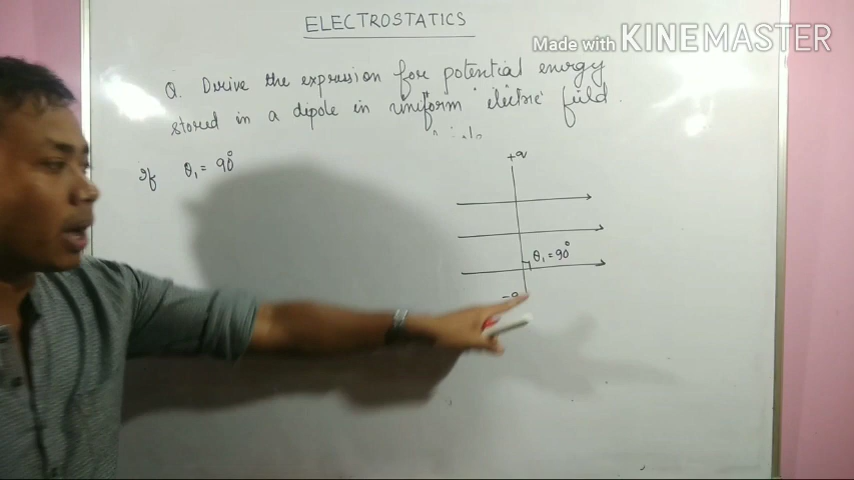 ELECTROSTATICS
Made with KINEMASTER
Q. Derive the expression for potential energy
stored in a dipole in uniform electric field.
If θ₁ = 90°
+q
θ₁ = 90°